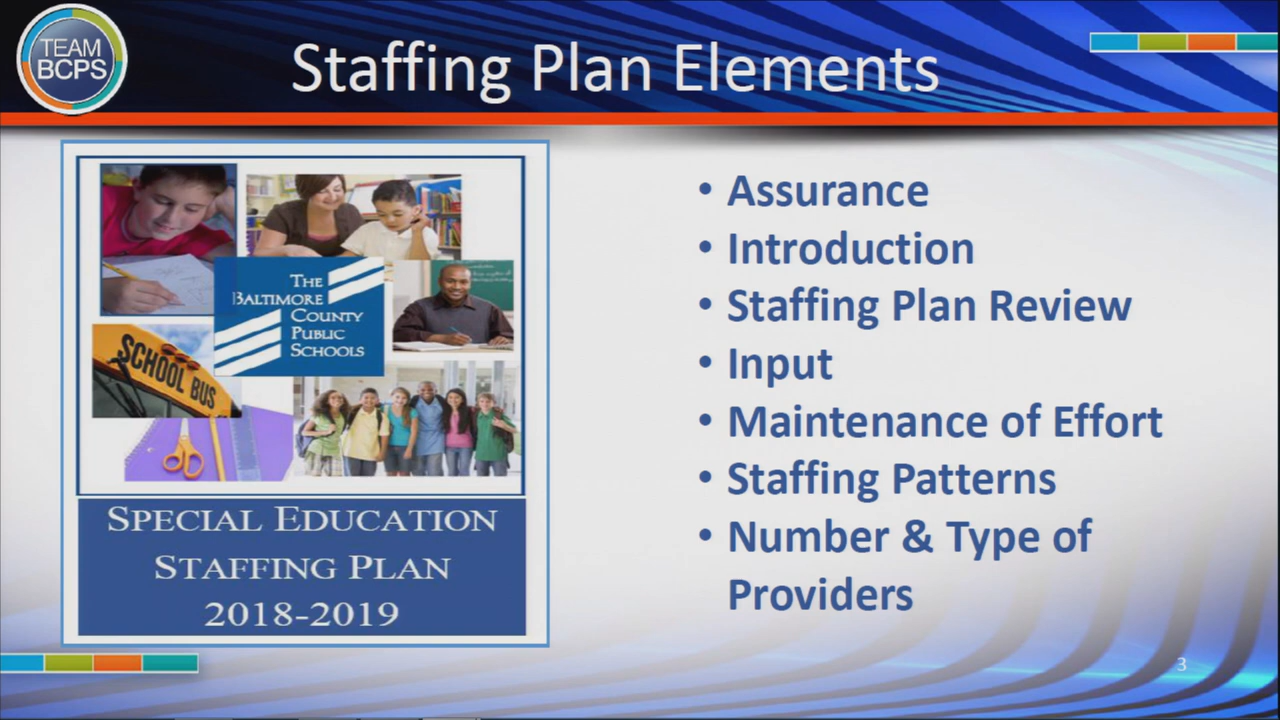 TEAM
BCPS
Staffing Plan Elements
THE
BALTIMORE
COUNTY
PUBLIC
SCHOOLS
SCHOOL BUS
SPECIAL EDUCATION
STAFFING PLAN
2018-2019
• Assurance
• Introduction
• Staffing Plan Review
• Input
• Maintenance of Effort
• Staffing Patterns
• Number & Type of
Providers
3